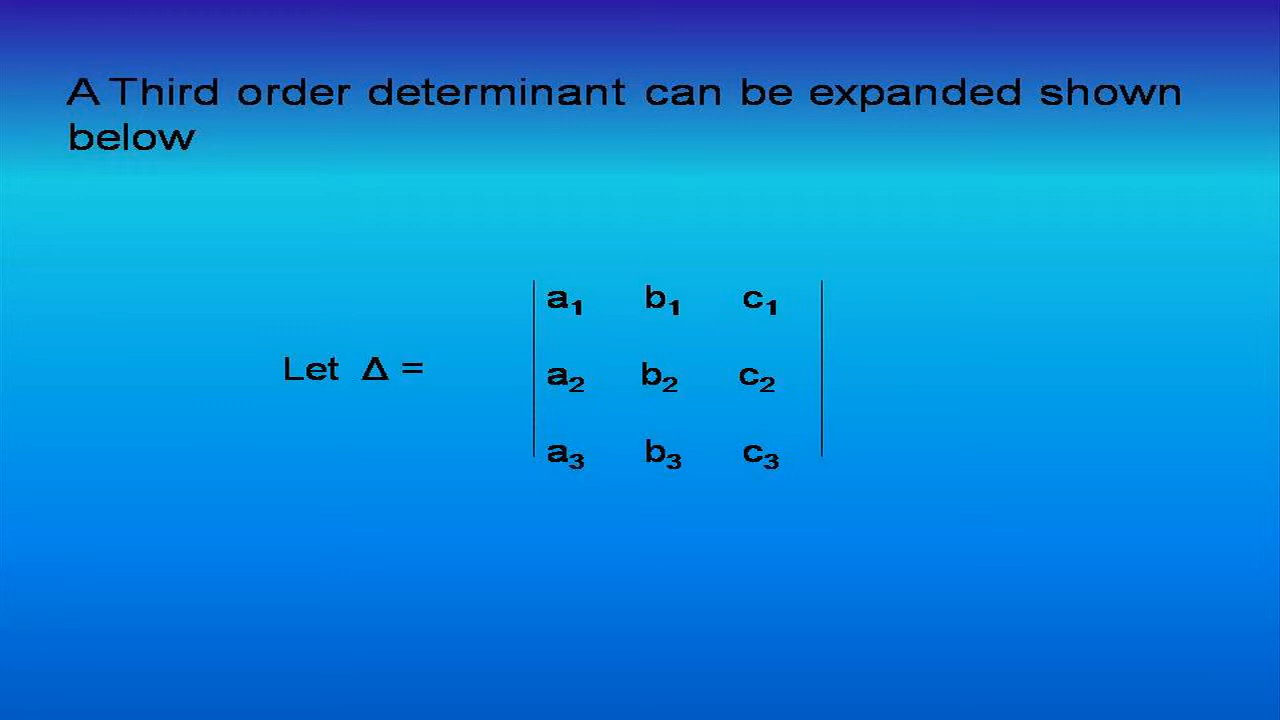 A Third order determinant can be expanded shown
below
a₁ b₁ c₁
Let Δ =
a₂ b₂ c₂
a₃ b₃ c₃